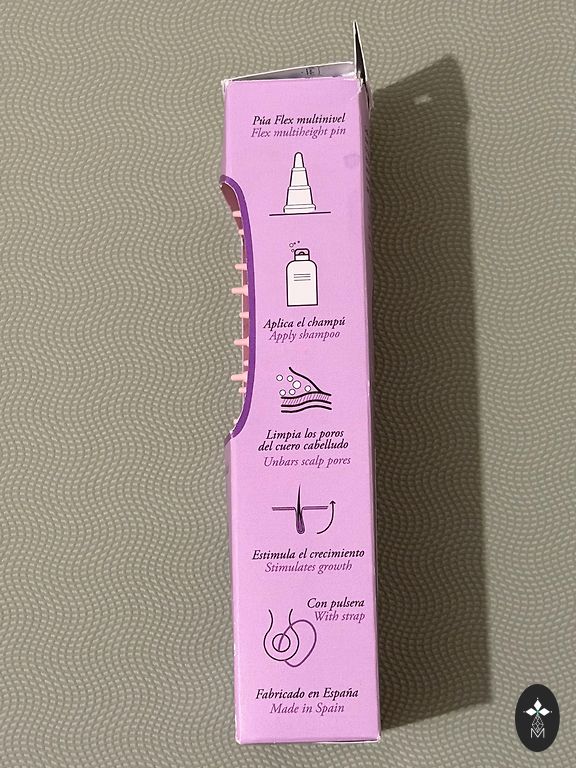 Púa Flex multinivel
Flex multiheight pin
Aplica el champú
Apply shampoo
Limpia los poros
del cuero cabelludo
Unbars scalp pores
Estimula el crecimiento
Stimulates growth
Con pulsera
With strap
Fabricado en España
Made in Spain
M